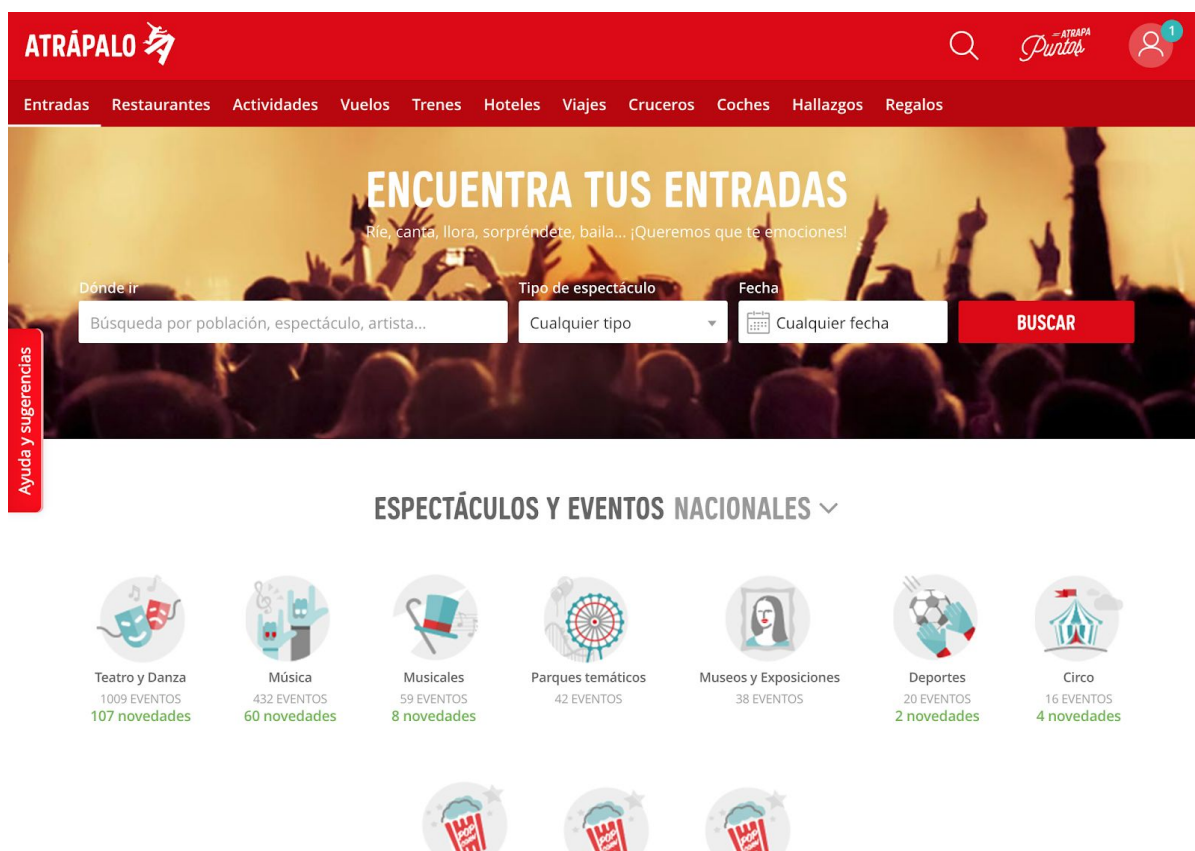 ATRÁPALO
ATRAPA
Puntos
1
Entradas Restaurantes Actividades Vuelos Trenes Hoteles Viajes Cruceros Coches Hallazgos Regalos
ENCUENTRA TUS ENTRADAS
Ríe, canta, llora, sorpréndete, baila... ¡Queremos que te emociones!
Dónde ir Tipo de espectáculo Fecha
Búsqueda por población, espectáculo, artista... Cualquier tipo Cualquier fecha BUSCAR
Ayuda y sugerencias
ESPECTÁCULOS Y EVENTOS NACIONALES
Teatro y Danza Música Musicales Parques temáticos Museos y Exposiciones Deportes Circo
1009 EVENTOS 432 EVENTOS 59 EVENTOS 42 EVENTOS 38 EVENTOS 20 EVENTOS 16 EVENTOS
107 novedades 60 novedades 8 novedades 2 novedades 4 novedades
POP POP POP